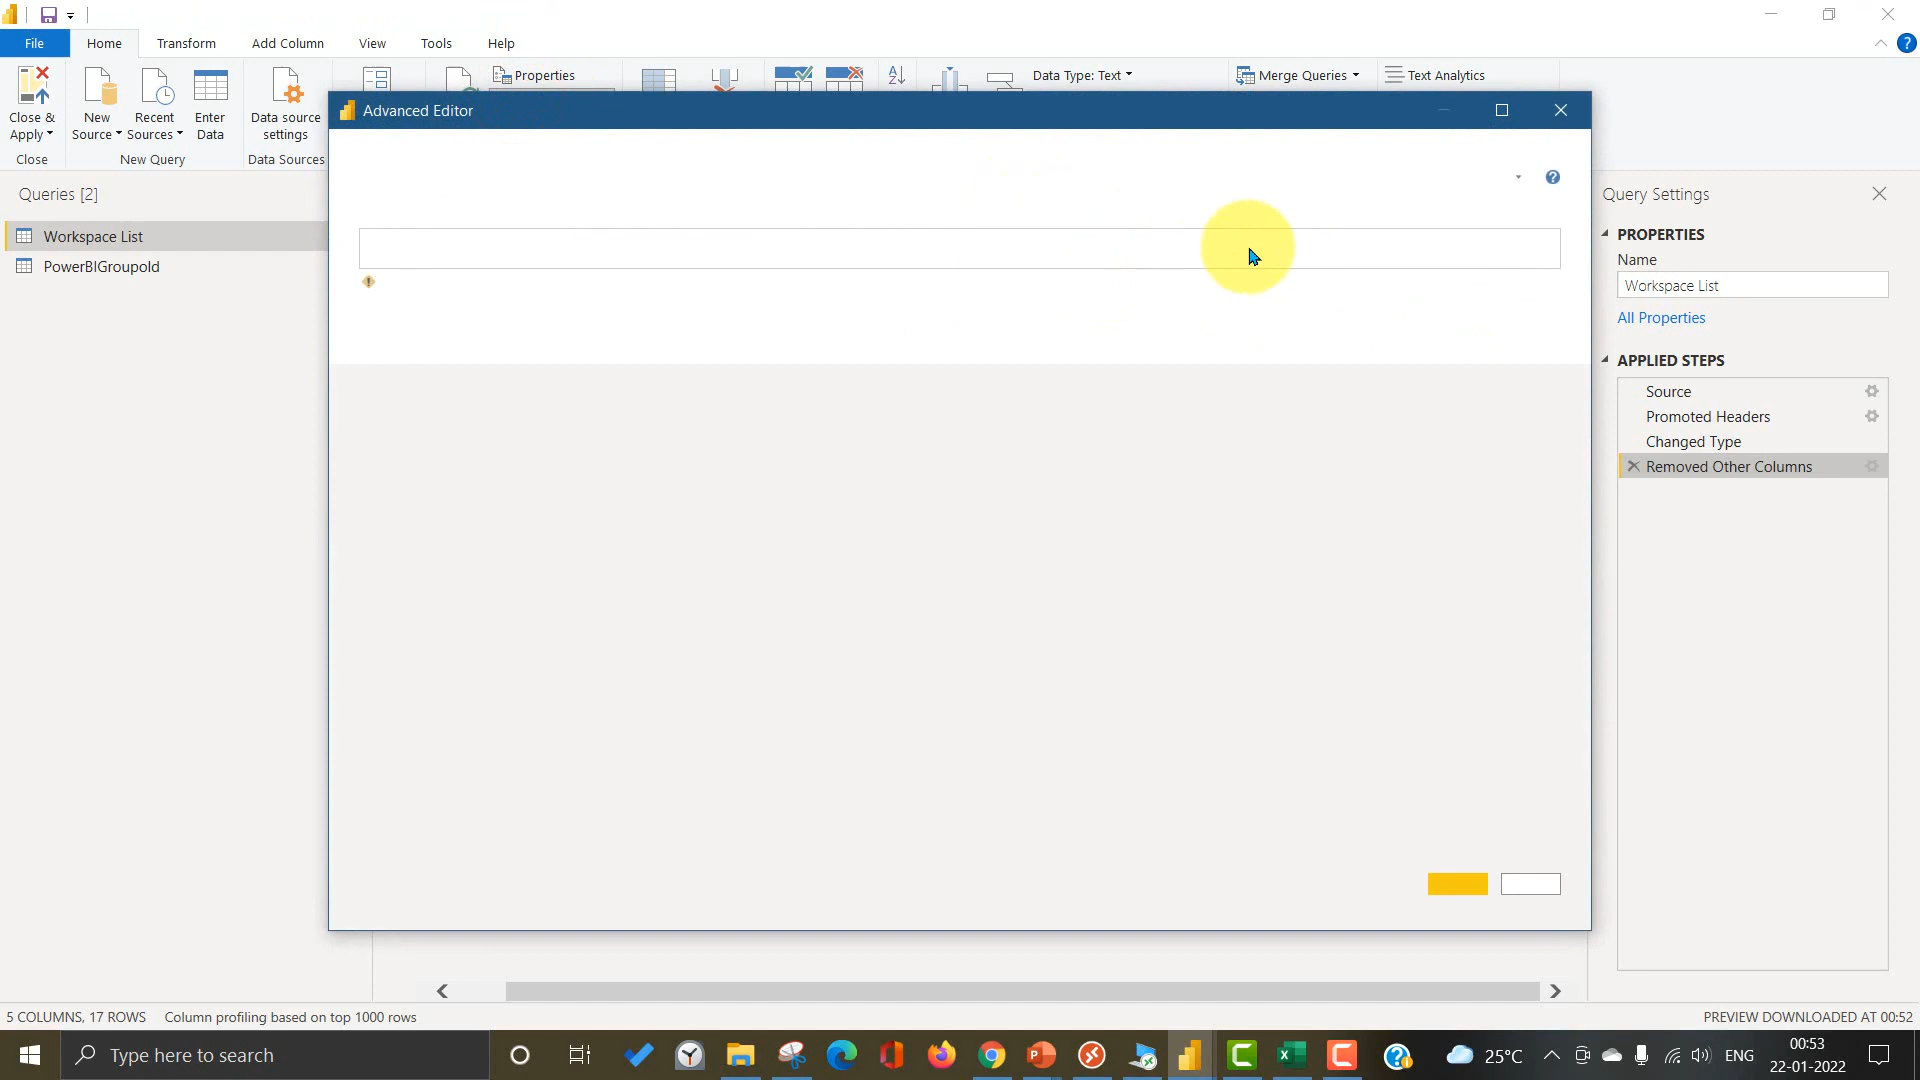 File
Home
Transform
Add Column
View
Tools
Help
?
Close &
Apply
Close
New
Source
Recent
Sources
Enter
Data
New Query
Data source
settings
Data Sources
Properties
Data Type: Text
Merge Queries
Text Analytics
Advanced Editor
Queries [2]
Workspace List
PowerBIGroupold
Query Settings
PROPERTIES
Name
Workspace List
All Properties
APPLIED STEPS
Source
Promoted Headers
Changed Type
Removed Other Columns
5 COLUMNS, 17 ROWS
Column profiling based on top 1000 rows
PREVIEW DOWNLOADED AT 00:52
Type here to search
25°C
ENG
00:53
22-01-2022